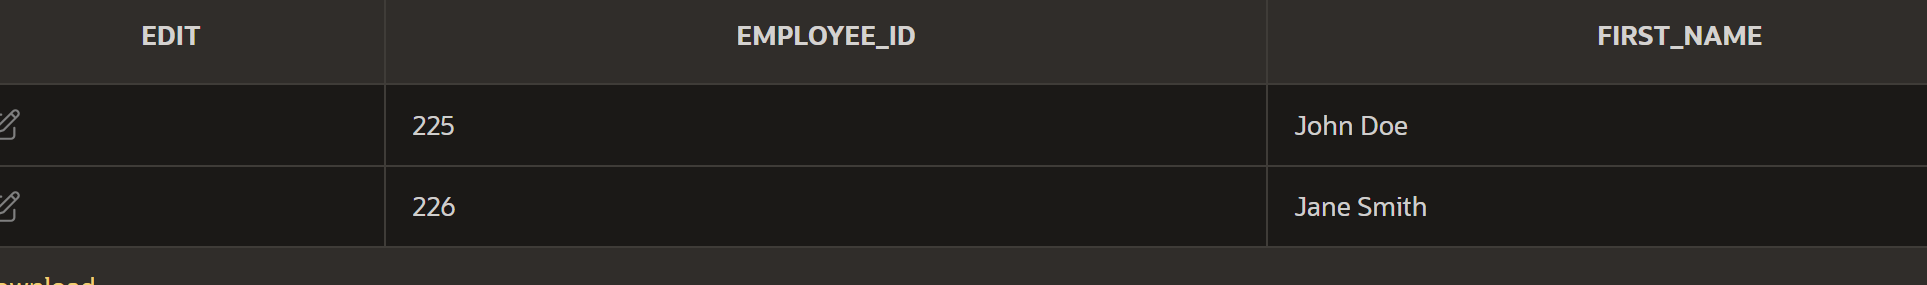 EDIT EMPLOYEE_ID FIRST_NAME
225 John Doe
226 Jane Smith